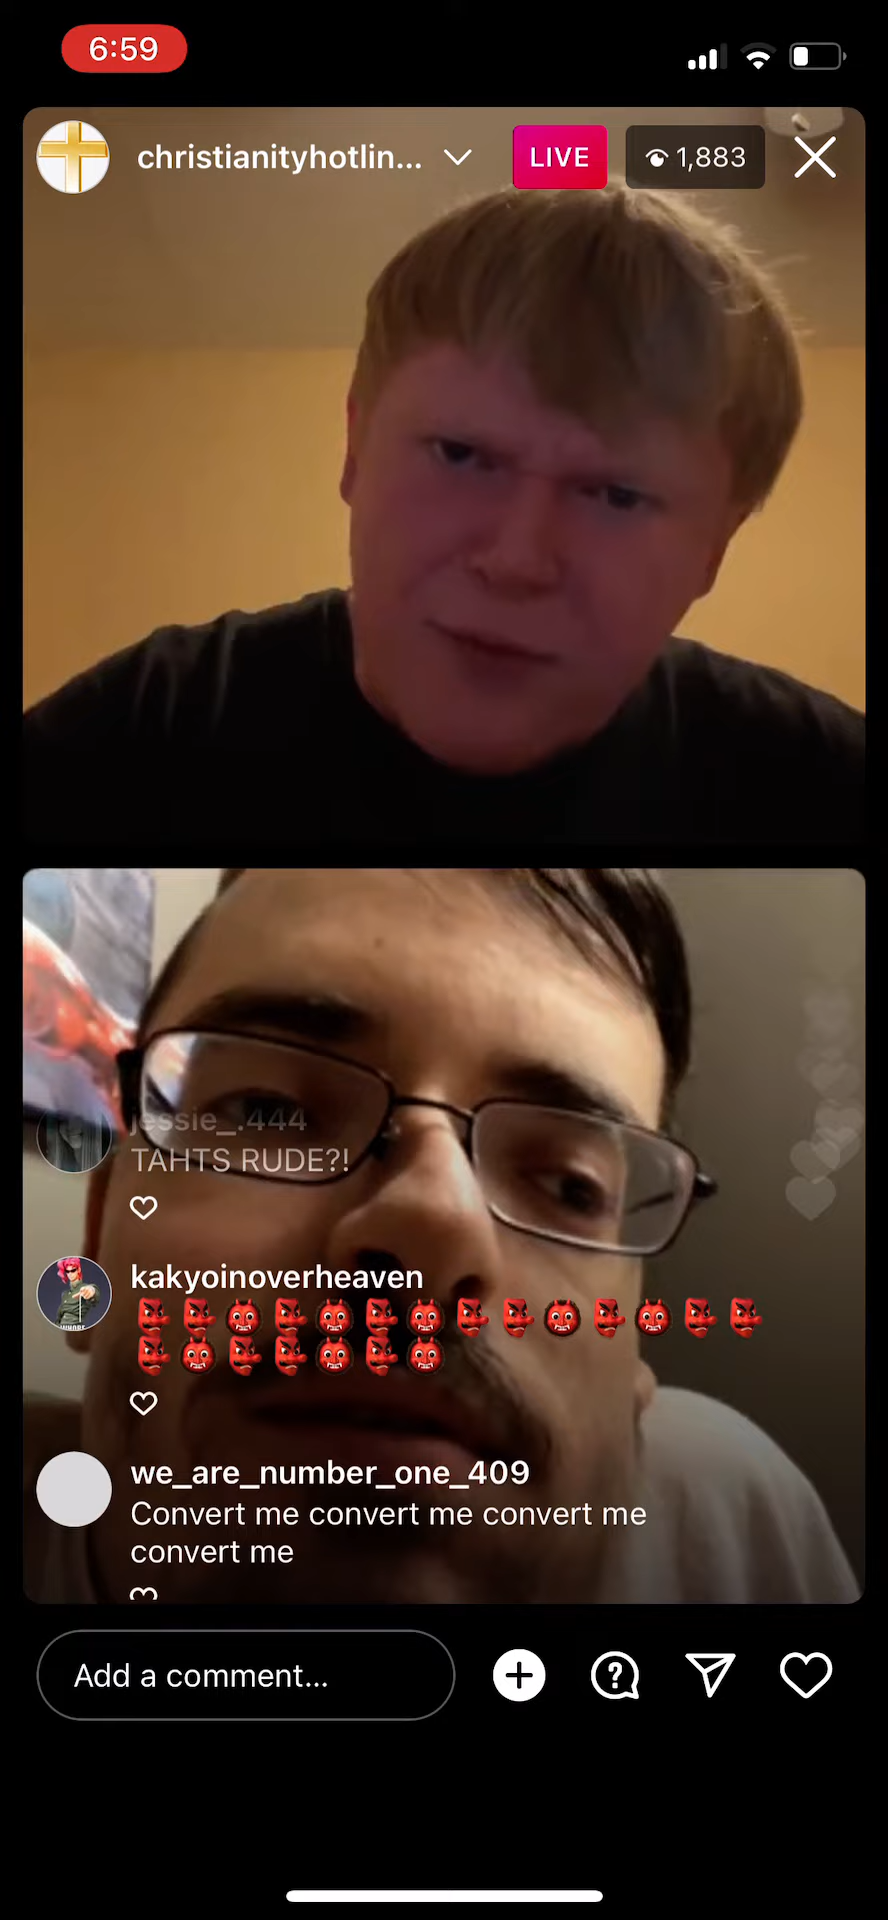 6:59
christianityhotlin...
LIVE
1,883
jessie_.444
TAHTS RUDE?!
kakyoinoverheaven
👺👺👹👺👹👺👹👺👺👹👺👹👺👺
👺👹👺👺👹👺👹
we_are_number_one_409
Convert me convert me convert me
convert me
Add a comment...